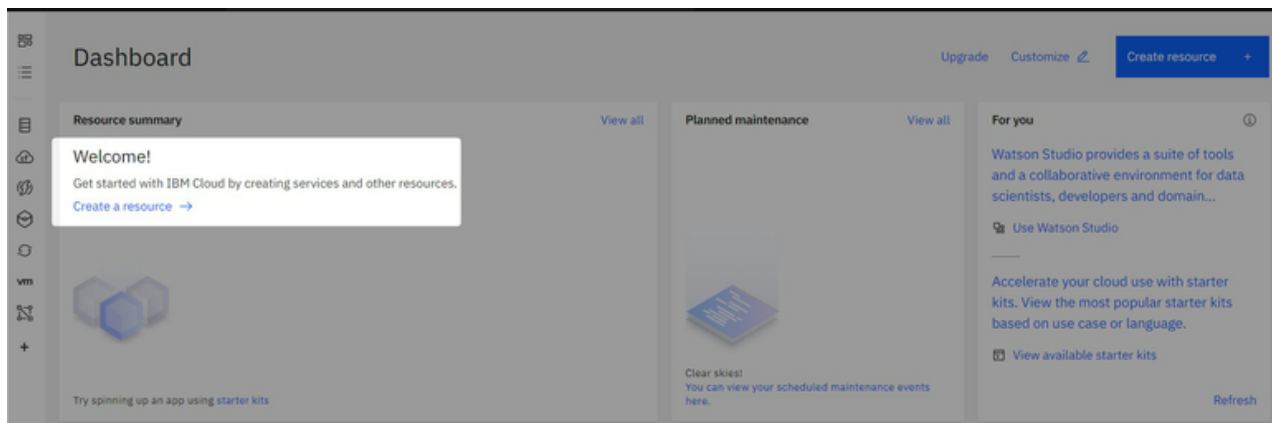 Dashboard
Upgrade
Customize
Create resource +
Resource summary
View all
Welcome!
Get started with IBM Cloud by creating services and other resources.
Create a resource →
Try spinning up an app using starter kits
Planned maintenance
View all
Clear skies!
You can view your scheduled maintenance events
here.
For you
Watson Studio provides a suite of tools
and a collaborative environment for data
scientists, developers and domain...
Use Watson Studio
Accelerate your cloud use with starter
kits. View the most popular starter kits
based on use case or language.
View available starter kits
Refresh
vm
+